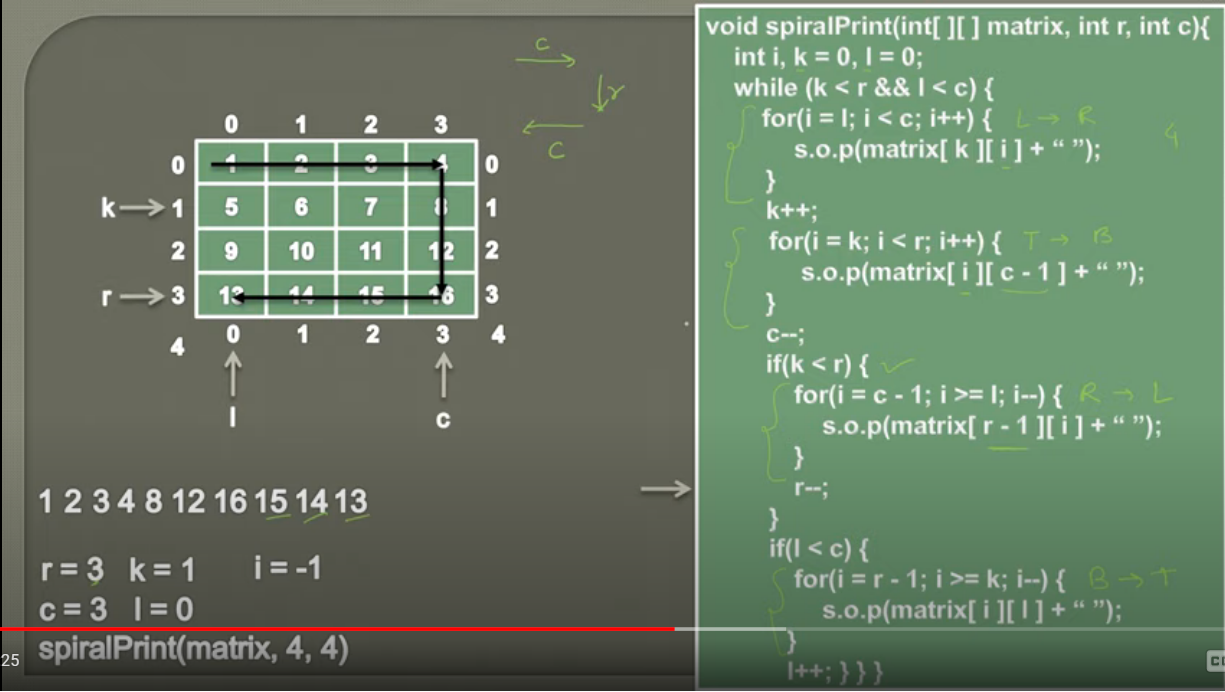 c
r
c
0 1 2 3
0 1 2 3 4 0
k 1 5 6 7 8 1
2 9 10 11 12 2
r 3 13 14 15 16 3
4 0 1 2 3 4
l c
1 2 3 4 8 12 16 15 14 13
r = 3 k = 1 i = -1
c = 3 l = 0
spiralPrint(matrix, 4, 4)
25
void spiralPrint(int[ ][ ] matrix, int r, int c){
int i, k = 0, l = 0;
while (k < r && l < c) {
for(i = l; i < c; i++) { L → R
s.o.p(matrix[ k ][ i ] + “ ”);
}
k++;
for(i = k; i < r; i++) { T → B
s.o.p(matrix[ i ][ c - 1 ] + “ ”);
}
c--;
if(k < r) {
for(i = c - 1; i >= l; i--) { R → L
s.o.p(matrix[ r - 1 ][ i ] + “ ”);
}
r--;
}
if(l < c) {
for(i = r - 1; i >= k; i--) { B → T
s.o.p(matrix[ i ][ l ] + “ ”);
}
l++; } } }